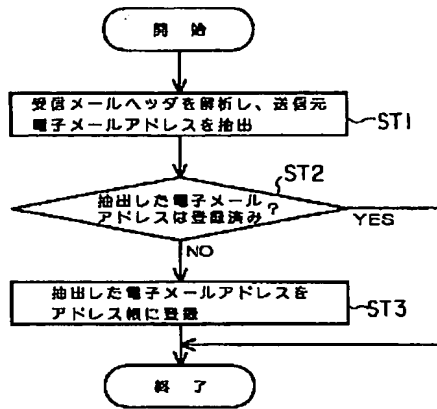 開始
受信メールヘッダを解析し、送信元
電子メールアドレスを抽出
ST1
ST2
抽出した電子メール
アドレスは登録済み?
YES
NO
抽出した電子メールアドレスを
アドレス帳に登録
ST3
終了